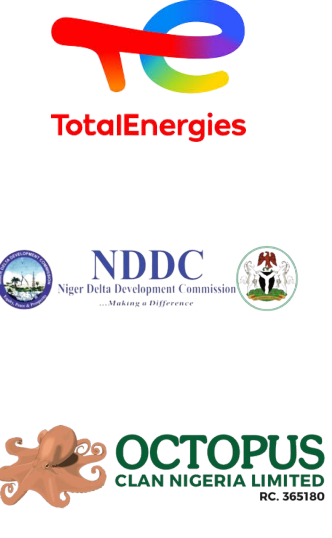 TotalEnergies
NDDC
Niger Delta Development Commission
...Making a Difference
OCTOPUS
CLAN NIGERIA LIMITED
RC. 365180